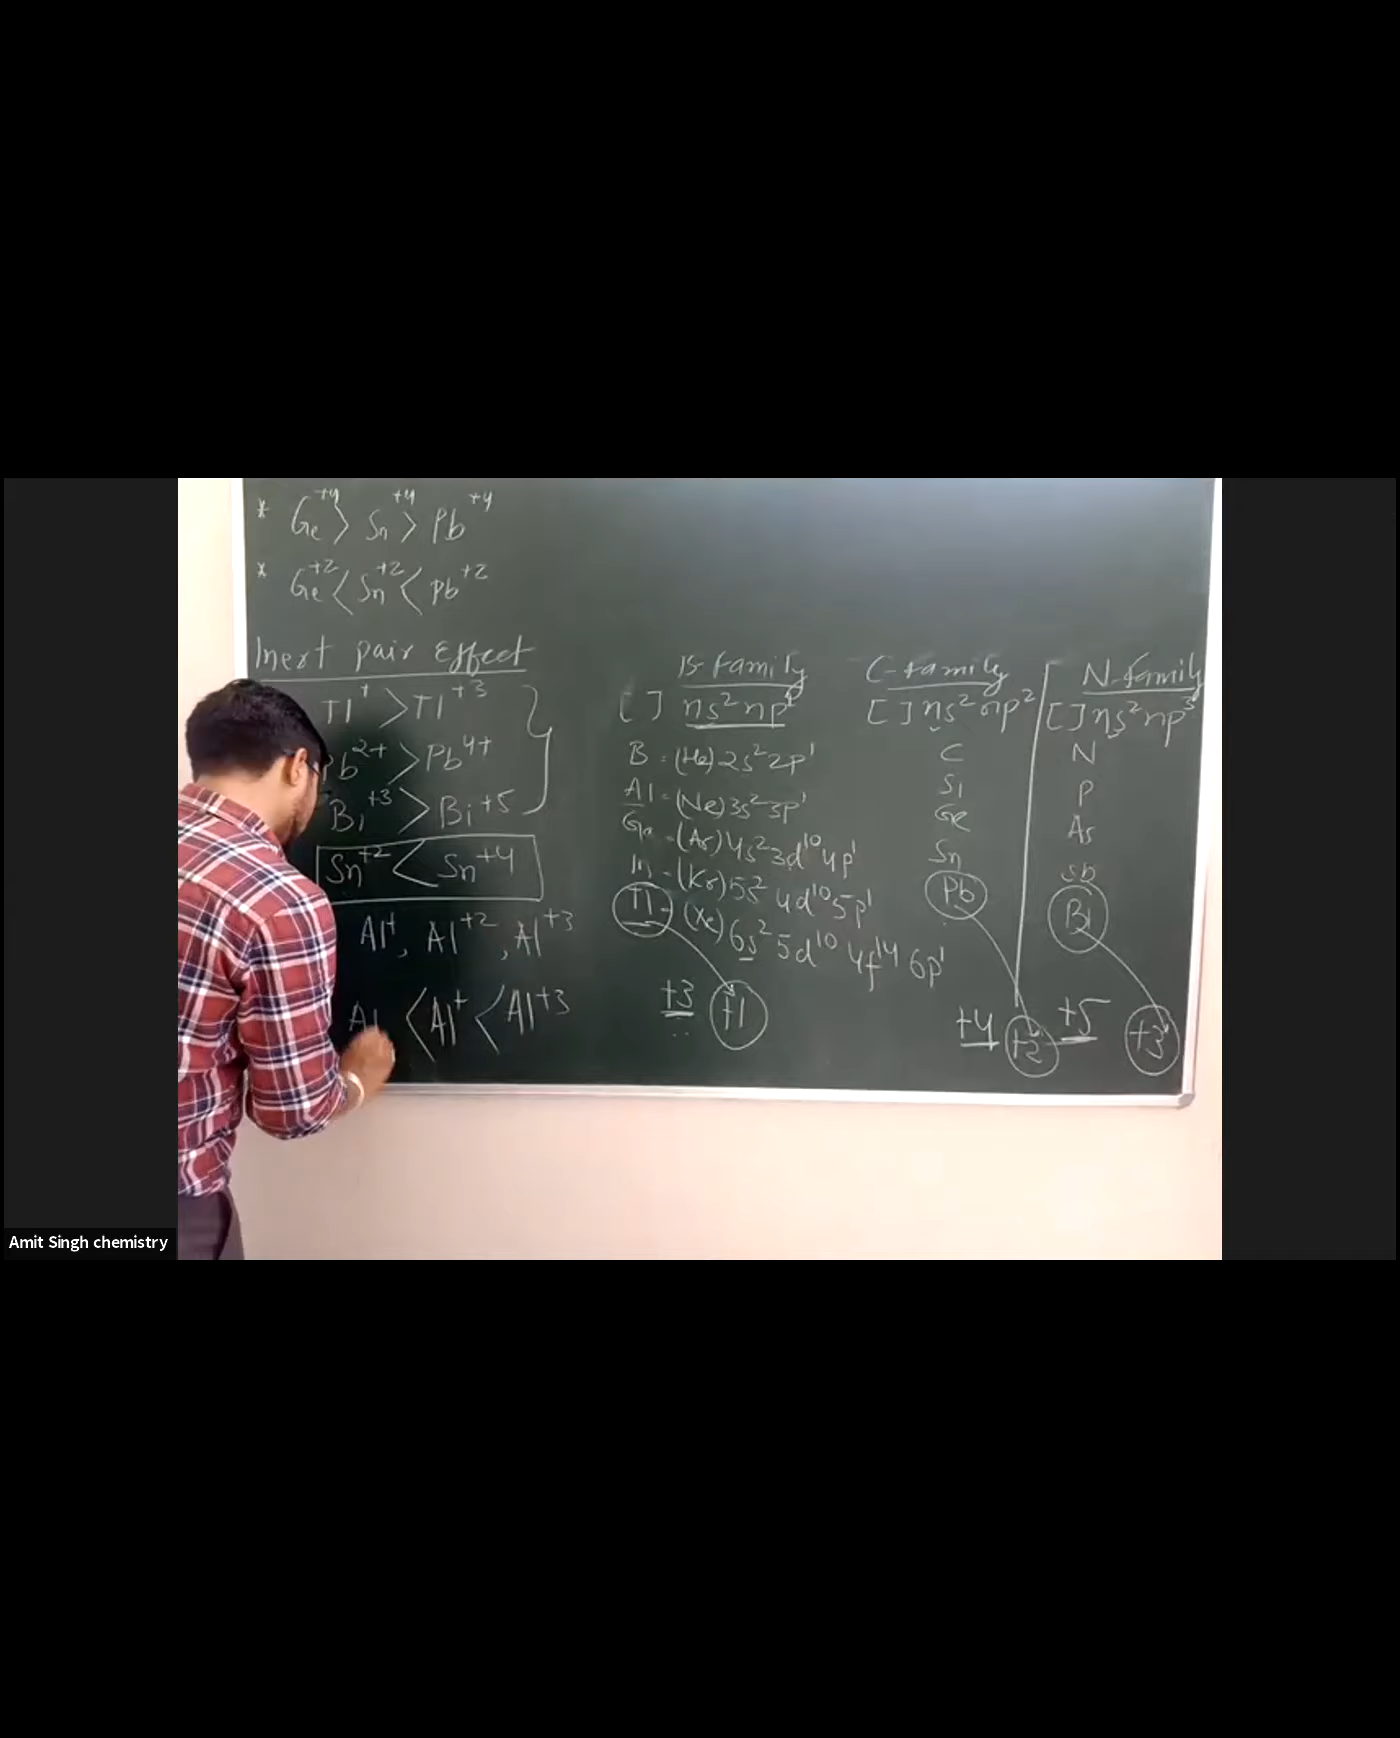 * Ge+4 > Sn+4 > Pb+4
* Ge+2 < Sn+2 < Pb+2
Inert pair Effect
Tl+ > Tl+3
Pb2+ > Pb4+
Bi+3 > Bi+5
Sn+2 < Sn+4
Al+, Al+2, Al+3
Al < Al+ < Al+3
B-family
[ ] ns2 np1
B = (He) 2s2 2p1
Al = (Ne) 3s2 3p1
Ga = (Ar) 4s2 3d10 4p1
In = (Kr) 5s2 4d10 5p1
Tl = (Xe) 6s2 5d10 4f14 6p1
+3 +1
C-family
[ ] ns2 np2
C
Si
Ge
Sn
Pb
+4 +2
N-family
[ ] ns2 np3
N
P
As
Sb
Bi
+5 +3
Amit Singh chemistry